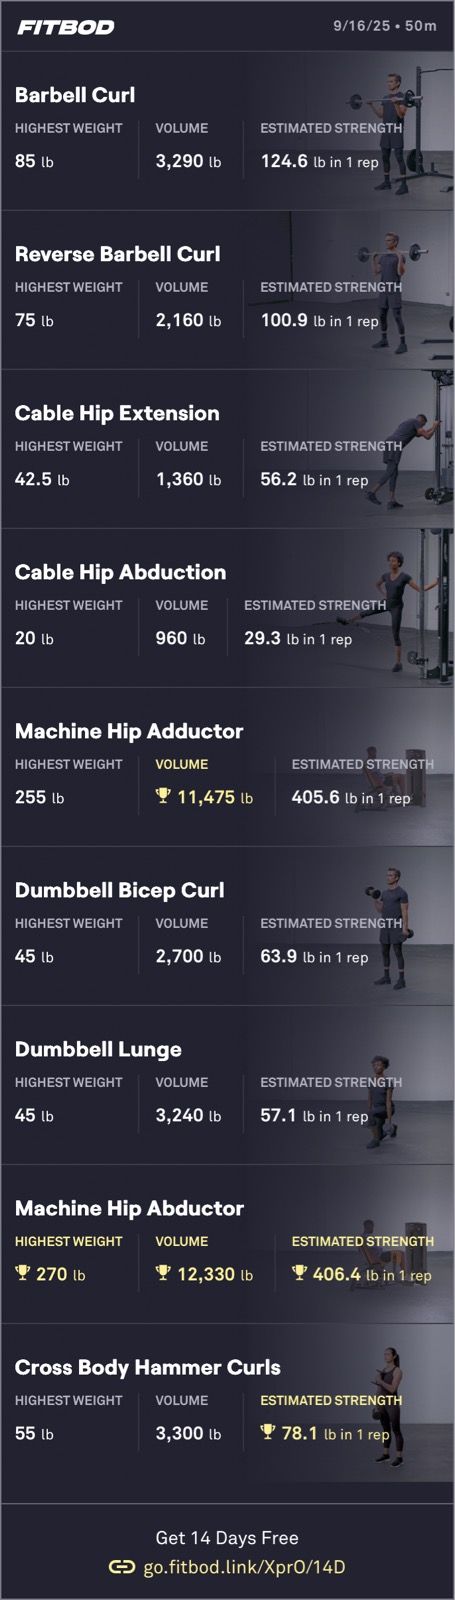 FITBOD
9/16/25 • 50m
Barbell Curl
HIGHEST WEIGHT VOLUME ESTIMATED STRENGTH
85 lb 3,290 lb 124.6 lb in 1 rep
Reverse Barbell Curl
HIGHEST WEIGHT VOLUME ESTIMATED STRENGTH
75 lb 2,160 lb 100.9 lb in 1 rep
Cable Hip Extension
HIGHEST WEIGHT VOLUME ESTIMATED STRENGTH
42.5 lb 1,360 lb 56.2 lb in 1 rep
Cable Hip Abduction
HIGHEST WEIGHT VOLUME ESTIMATED STRENGTH
20 lb 960 lb 29.3 lb in 1 rep
Machine Hip Adductor
HIGHEST WEIGHT VOLUME ESTIMATED STRENGTH
255 lb 11,475 lb 405.6 lb in 1 rep
Dumbbell Bicep Curl
HIGHEST WEIGHT VOLUME ESTIMATED STRENGTH
45 lb 2,700 lb 63.9 lb in 1 rep
Dumbbell Lunge
HIGHEST WEIGHT VOLUME ESTIMATED STRENGTH
45 lb 3,240 lb 57.1 lb in 1 rep
Machine Hip Abductor
HIGHEST WEIGHT VOLUME ESTIMATED STRENGTH
270 lb 12,330 lb 406.4 lb in 1 rep
Cross Body Hammer Curls
HIGHEST WEIGHT VOLUME ESTIMATED STRENGTH
55 lb 3,300 lb 78.1 lb in 1 rep
Get 14 Days Free
go.fitbod.link/XprO/14D